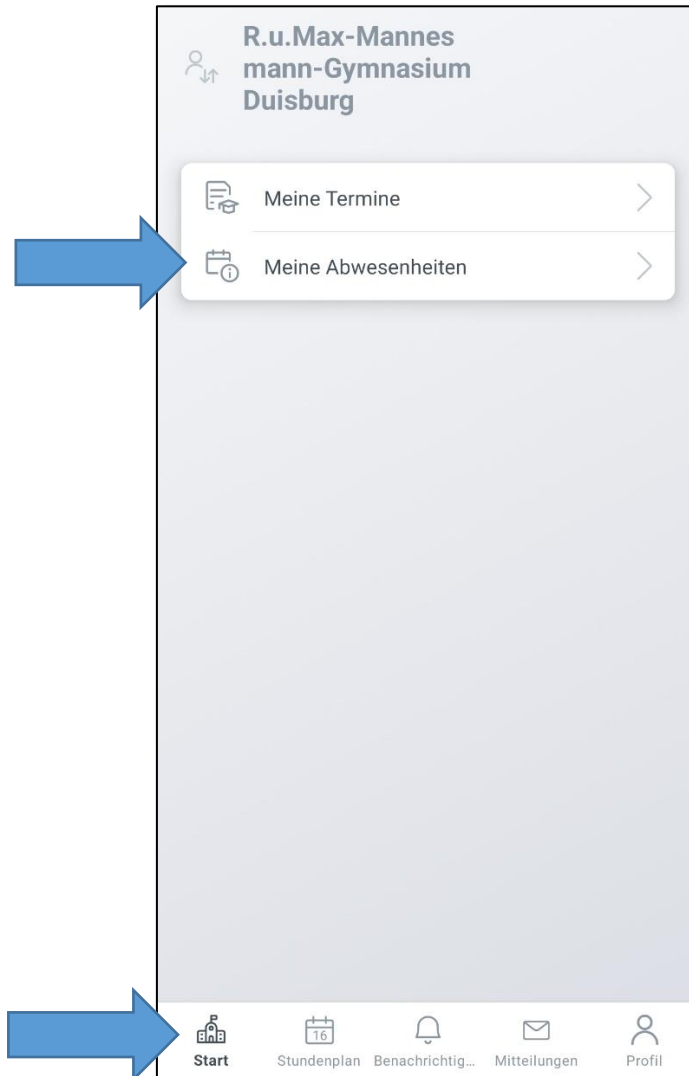 R.u.Max-Mannes
mann-Gymnasium
Duisburg
Meine Termine
Meine Abwesenheiten
16
Start
Stundenplan
Benachrichtig...
Mitteilungen
Profil